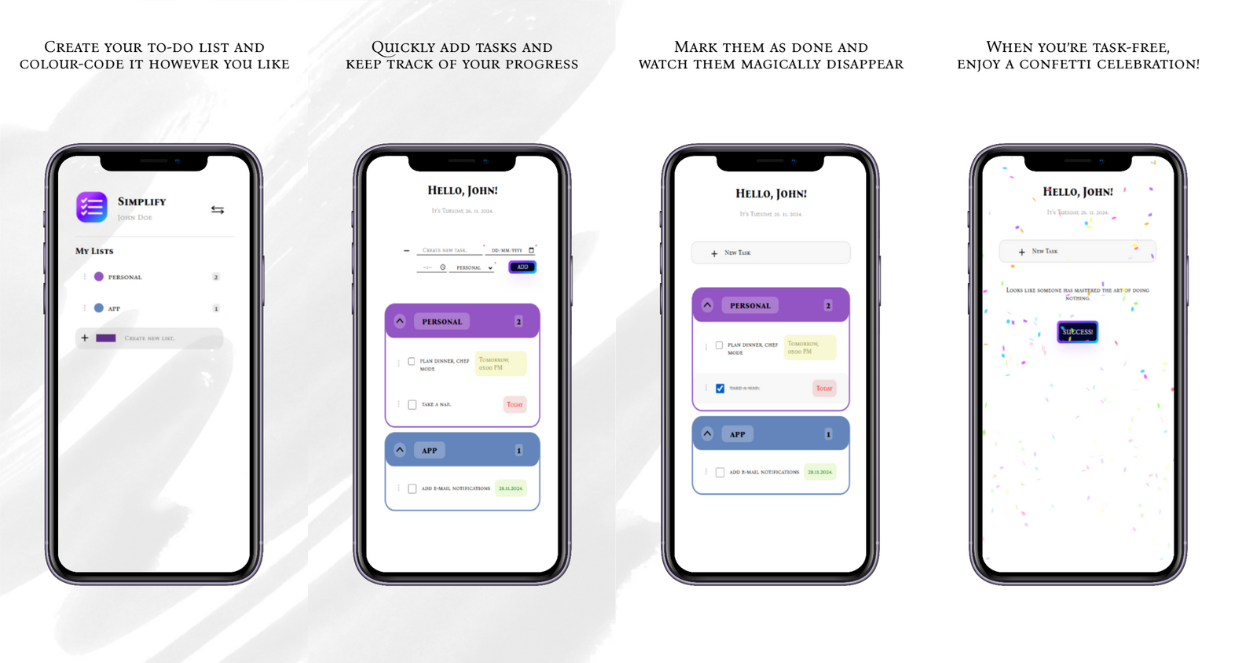 Create your to-do list and
colour-code it however you like
Simplify
John Doe
My Lists
personal
2
app
1
+
Create new list.
Quickly add tasks and
keep track of your progress
Hello, John!
It's Tuesday, 26. 11. 2024
Create new task.
*
DD-MM-YYYY
*
--:--
personal
*
ADD
personal
2
plan dinner, chef
mode
Tomorrow,
05:00 PM
take a nail
Today
app
1
add e-mail notifications
28.11.2024
Mark them as done and
watch them magically disappear
Hello, John!
It's Tuesday, 26. 11. 2024
+ New Task
personal
2
plan dinner, chef
mode
Tomorrow,
05:00 PM
Today
app
1
add e-mail notifications
28.11.2024
When you're task-free,
enjoy a confetti celebration!
Hello, John!
It's Tuesday, 26. 11. 2024
+ New Task
Looks like someone has mastered the art of doing
nothing.
SUCCESS!